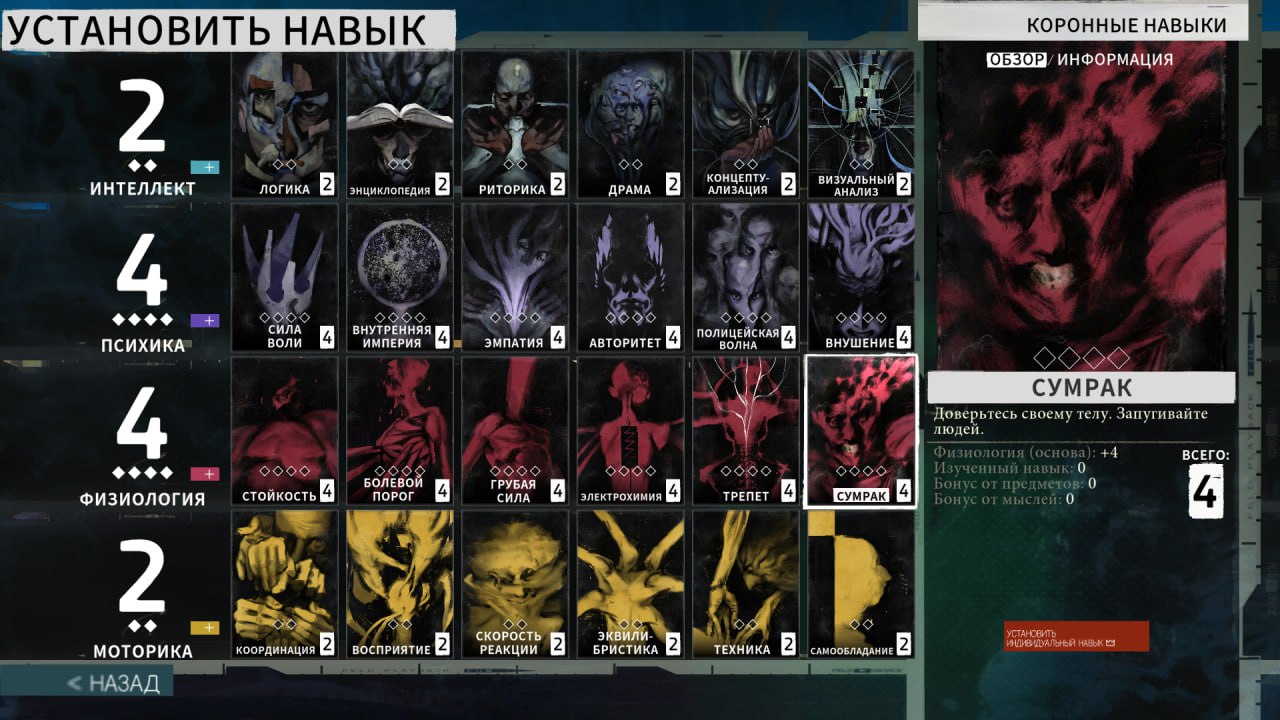 УСТАНОВИТЬ НАВЫК
2
ИНТЕЛЛЕКТ
+
ЛОГИКА 2
ЭНЦИКЛОПЕДИЯ 2
РИТОРИКА 2
ДРАМА 2
КОНЦЕПТУ-
АЛИЗАЦИЯ 2
ВИЗУАЛЬНЫЙ
АНАЛИЗ 2
4
ПСИХИКА
+
СИЛА
ВОЛИ 4
ВНУТРЕННЯЯ
ИМПЕРИЯ 4
ЭМПАТИЯ 4
АВТОРИТЕТ 4
ПОЛИЦЕЙСКАЯ
ВОЛНА 4
ВНУШЕНИЕ 4
4
ФИЗИОЛОГИЯ
+
СТОЙКОСТЬ 4
БОЛЕВОЙ
ПОРОГ 4
ГРУБАЯ
СИЛА 4
ЭЛЕКТРОХИМИЯ 4
ТРЕПЕТ 4
СУМРАК 4
2
МОТОРИКА
+
КООРДИНАЦИЯ 2
ВОСПРИЯТИЕ 2
СКОРОСТЬ
РЕАКЦИИ 2
ЭКВИЛИ-
БРИСТИКА 2
ТЕХНИКА 2
САМООБЛАДАНИЕ 2
< НАЗАД
КОРОННЫЕ НАВЫКИ
ОБЗОР / ИНФОРМАЦИЯ
СУМРАК
Доверьтесь своему телу. Запугивайте
людей.
Физиология (основа): +4
Изученный навык: 0
Бонус от предметов: 0
Бонус от мыслей: 0
ВСЕГО:
4
УСТАНОВИТЬ
ИНДИВИДУАЛЬНЫЙ НАВЫК